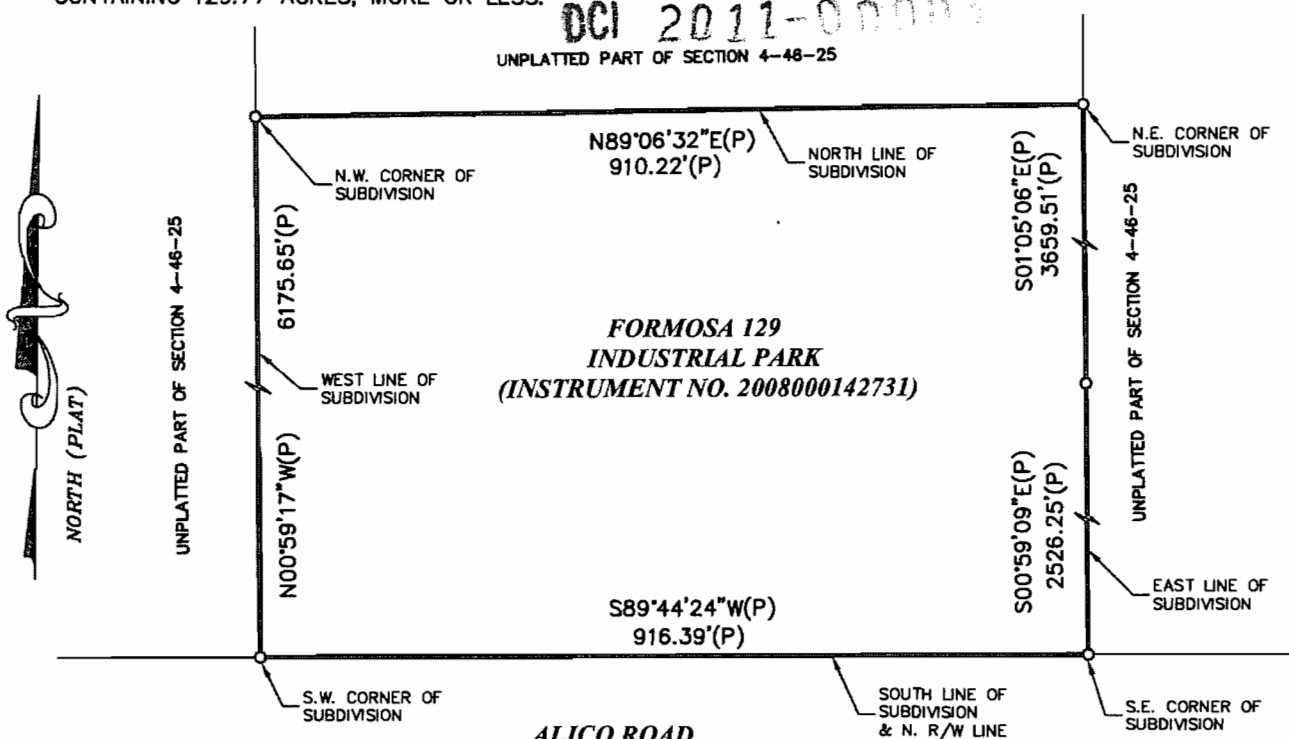 CONTAINING 129.77 ACRES, MORE OR LESS.
DCI 2011-
UNPLATTED PART OF SECTION 4-46-25
N89°06'32"E(P)
910.22'(P)
NORTH LINE OF
SUBDIVISION
N.W. CORNER OF
SUBDIVISION
N.E. CORNER OF
SUBDIVISION
S01°05'06"E(P)
3659.51'(P)
UNPLATTED PART OF SECTION 4-46-25
6175.65'(P)
UNPLATTED PART OF SECTION 4-46-25
NORTH (PLAT)
FORMOSA 129
INDUSTRIAL PARK
(INSTRUMENT NO. 2008000142731)
WEST LINE OF
SUBDIVISION
N00°59'17"W(P)
S00°59'09"E(P)
2526.25'(P)
EAST LINE OF
SUBDIVISION
S89°44'24"W(P)
916.39'(P)
S.W. CORNER OF
SUBDIVISION
SOUTH LINE OF
SUBDIVISION
& N. R/W LINE
S.E. CORNER OF
SUBDIVISION
ALICO ROAD